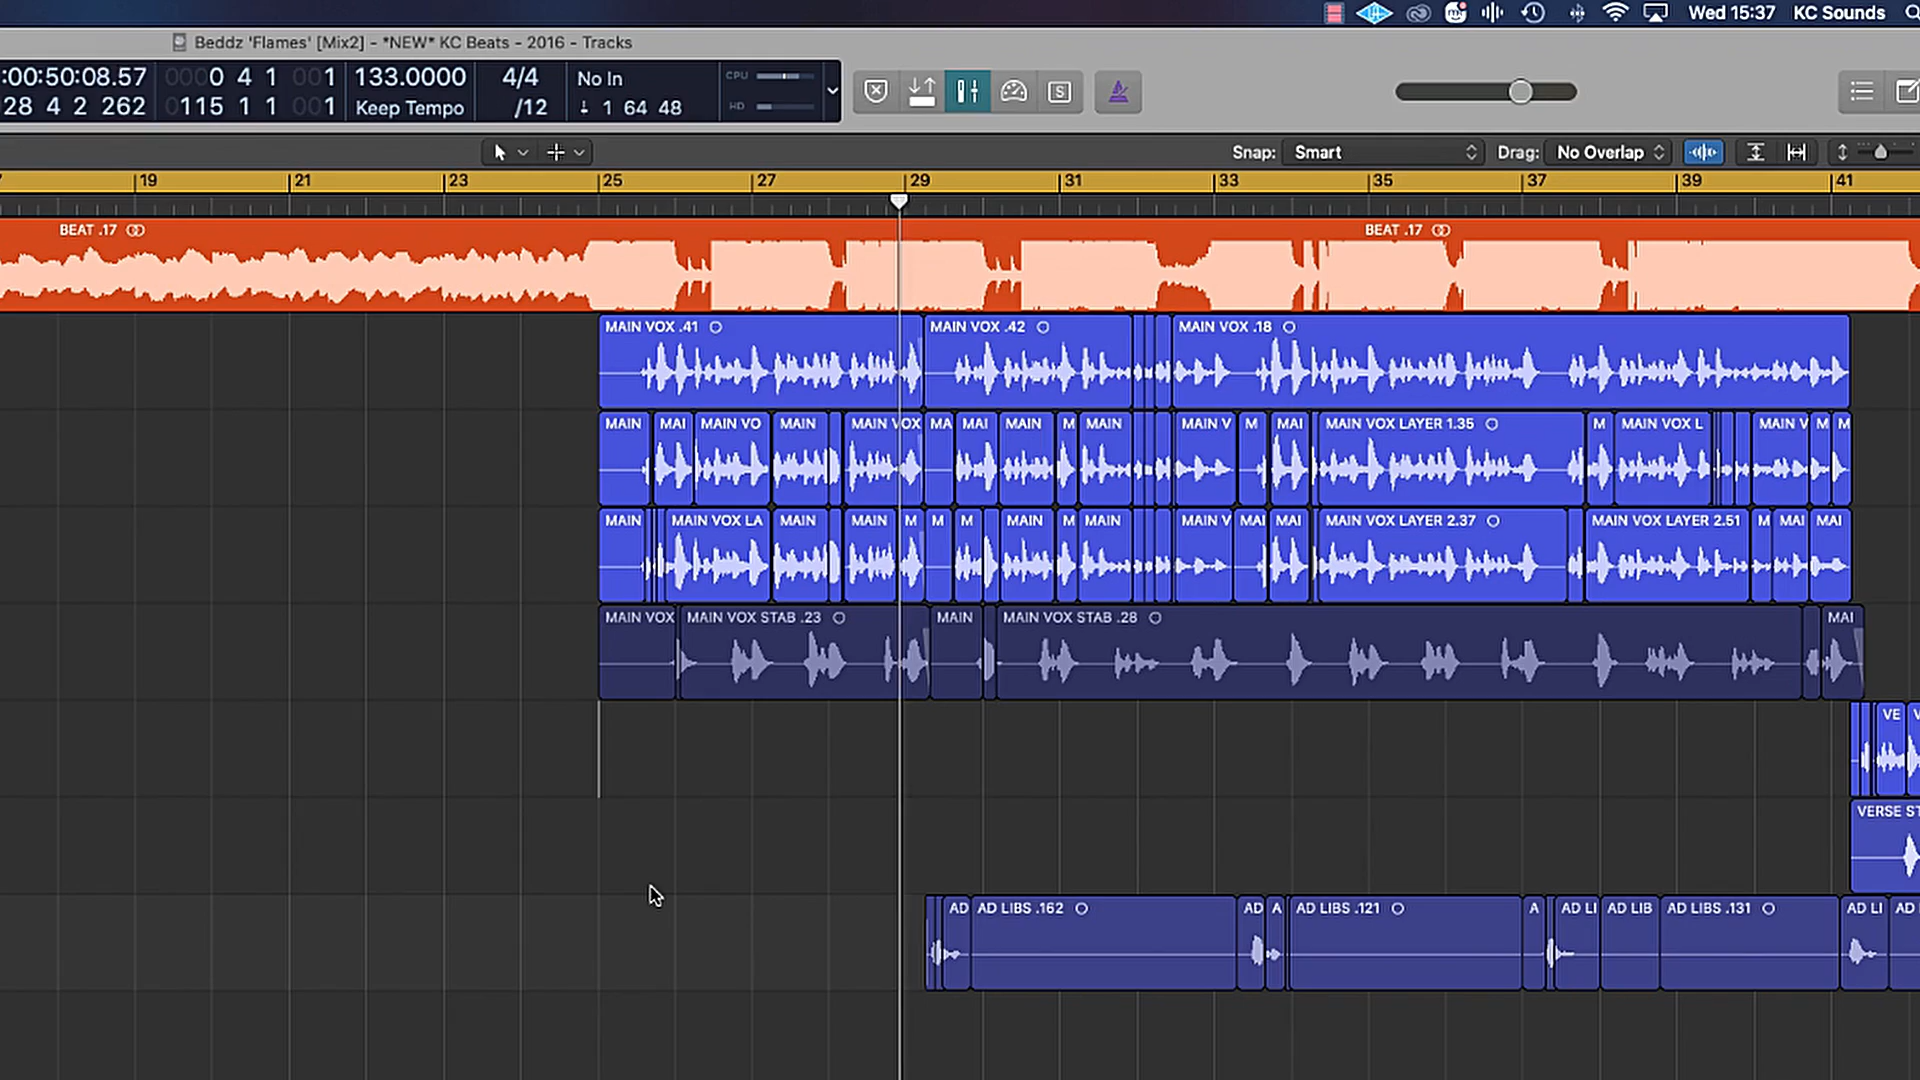 Wed 15:37 KC Sounds
Beddz 'Flames' [Mix2] - *NEW* KC Beats - 2016 - Tracks
:00:50:08.57 0000 4 1 001 133.0000 4/4 No In CPU
28 4 2 262 0115 1 1 001 Keep Tempo /12 1 64 48 HD
S
Snap: Smart Drag: No Overlap
19 21 23 25 27 29 31 33 35 37 39 41
BEAT .17 BEAT .17
MAIN VOX .41 MAIN VOX .42 MAIN VOX .18
MAIN MAI MAIN VO MAIN MAIN VOX MA MAI MAIN M MAIN MAIN V M MAI MAIN VOX LAYER 1.35 M MAIN VOX L MAIN V M M
MAIN MAIN VOX LA MAIN MAIN M M M MAIN M MAIN MAIN V MAI MAI MAIN VOX LAYER 2.37 MAIN VOX LAYER 2.51 M MAI MAI
MAIN VOX MAIN VOX STAB .23 MAIN MAIN VOX STAB .28 MAI
VE V
VERSE ST
AD AD LIBS .162 AD A AD LIBS .121 A AD LI AD LIB AD LIBS .131 AD LI AD